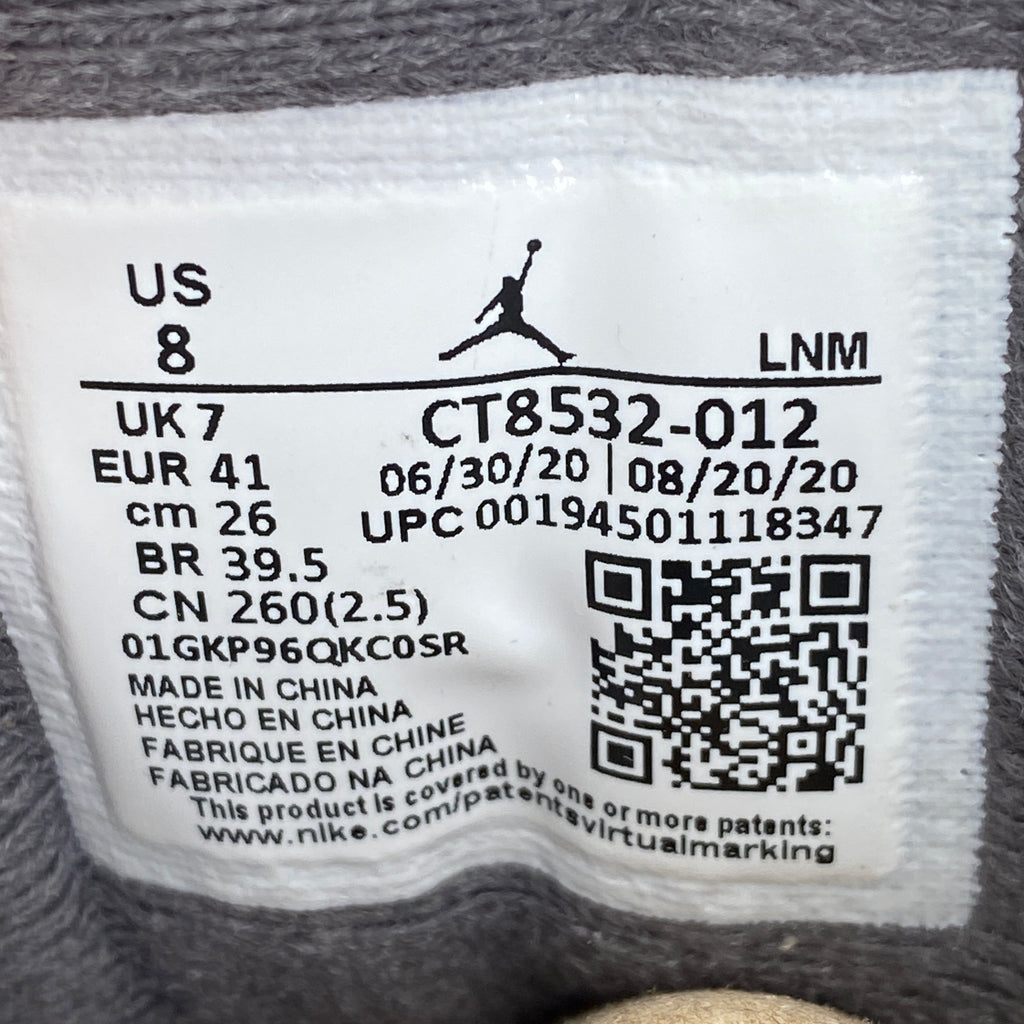 US
8
LNM
UK 7
CT8532-012
EUR 41
06/30/20 | 08/20/20
cm 26
UPC 00194501118347
BR 39.5
CN 260(2.5)
01GKP96QKC0SR
MADE IN CHINA
HECHO EN CHINA
FABRIQUE EN CHINE
FABRICADO NA CHINA
This product is covered by one or more patents:
www.nike.com/patentsvirtualmarking